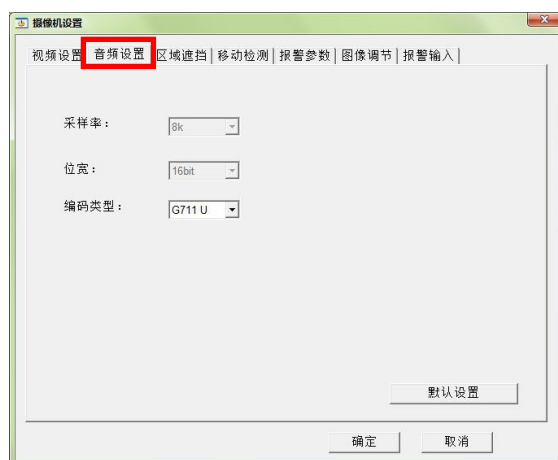 摄像机设置
视频设置 音频设置 区域遮挡 移动检测 报警参数 图像调节 报警输入
采样率： 8k
位宽： 16bit
编码类型： G711 U
默认设置
确定 取消